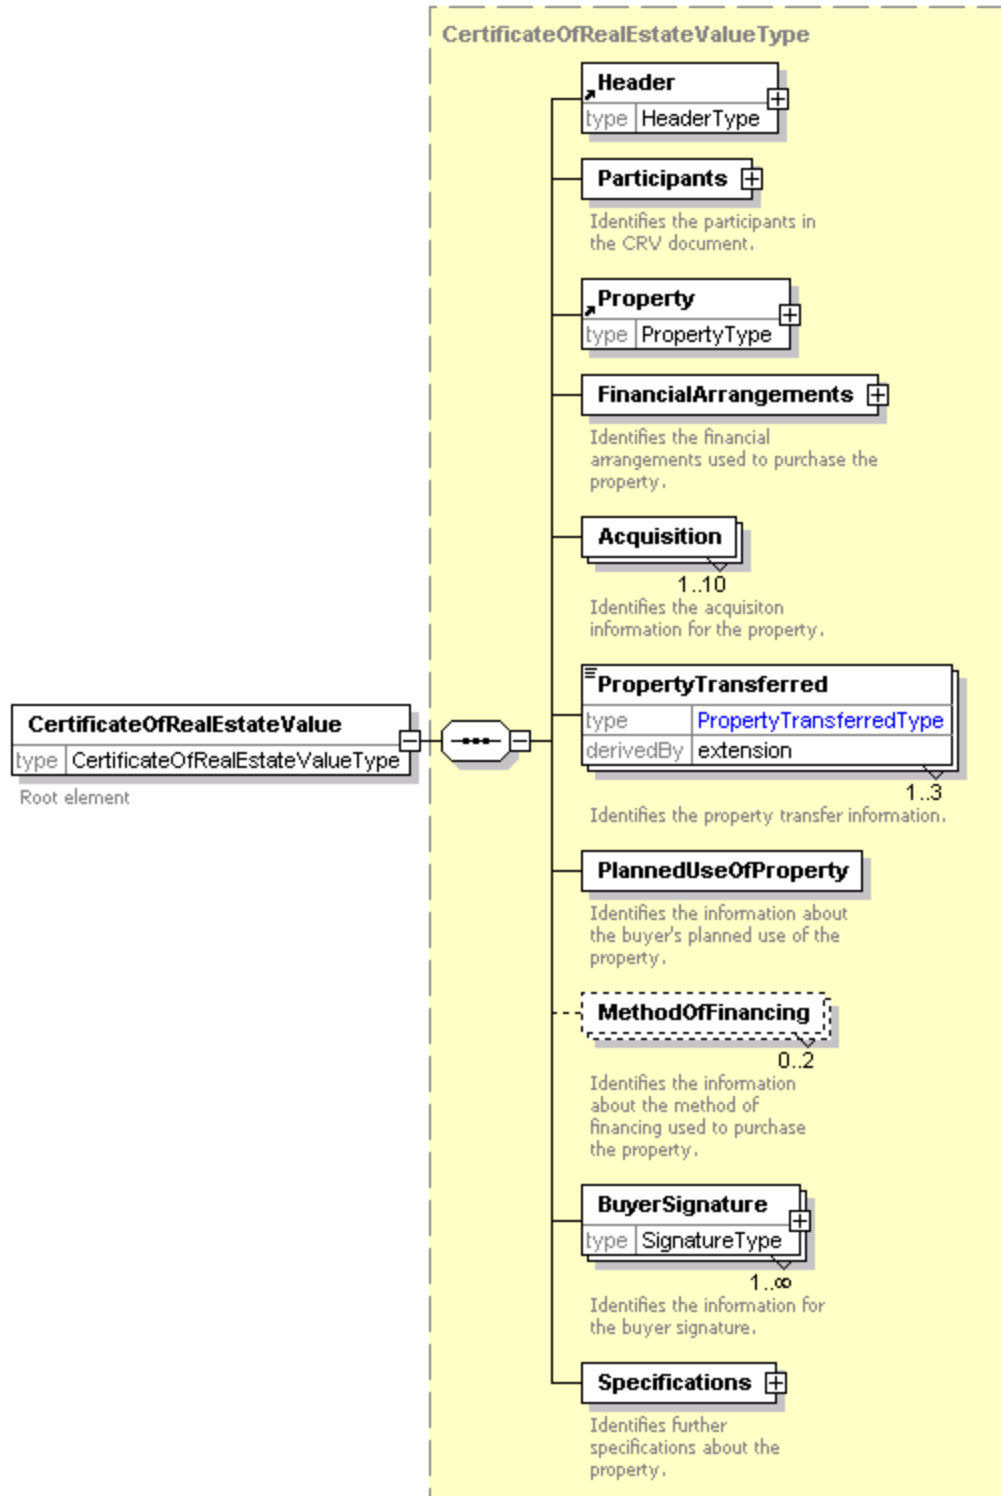 CertificateOfRealEstateValueType
Header
type HeaderType
Participants
Identifies the participants in
the CRV document.
Property
type PropertyType
FinancialArrangements
Identifies the financial
arrangements used to purchase the
property.
Acquisition
1..10
Identifies the acquisiton
information for the property.
PropertyTransferred
type PropertyTransferredType
derivedBy extension
1..3
Identifies the property transfer information.
CertificateOfRealEstateValue
type CertificateOfRealEstateValueType
Root element
PlannedUseOfProperty
Identifies the information about
the buyer's planned use of the
property.
MethodOfFinancing
0..2
Identifies the information
about the method of
financing used to purchase
the property.
BuyerSignature
type SignatureType
1..∞
Identifies the information for
the buyer signature.
Specifications
Identifies further
specifications about the
property.